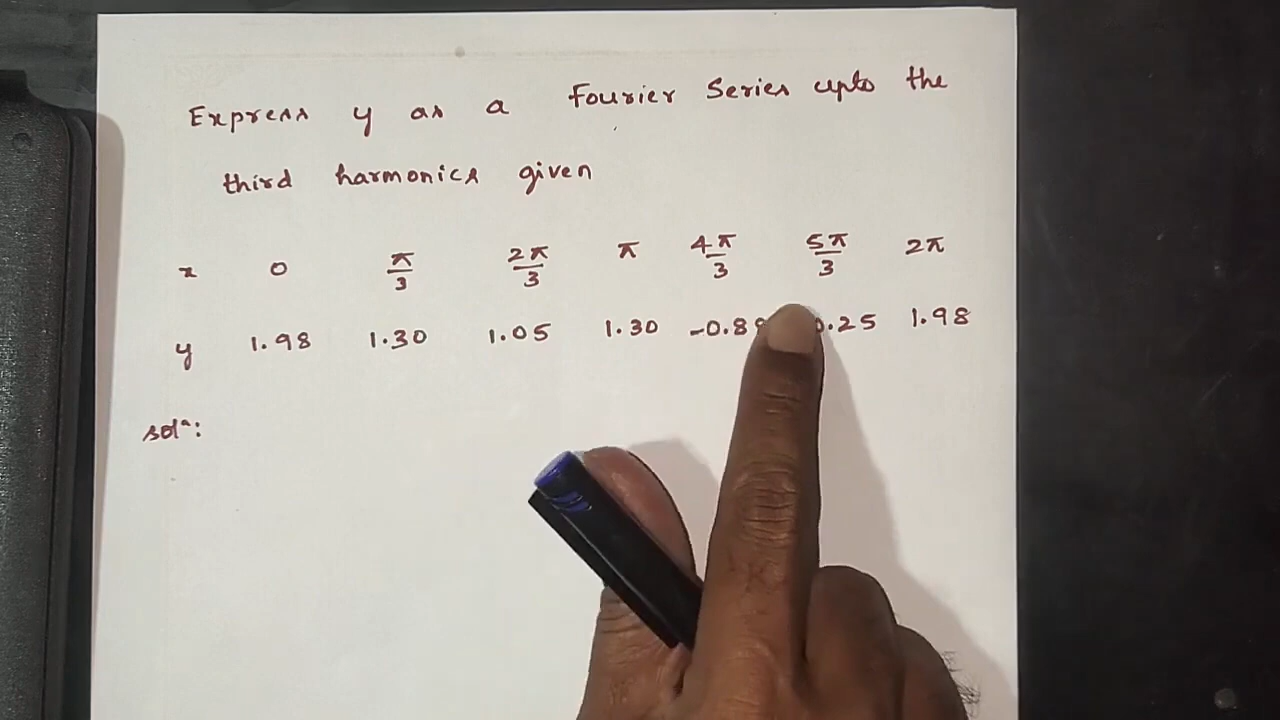 Express y as a Fourier Series upto the
third harmonics given
x 0 π/3 2π/3 π 4π/3 5π/3 2π
y 1.98 1.30 1.05 1.30 .25 1.98
solⁿ: